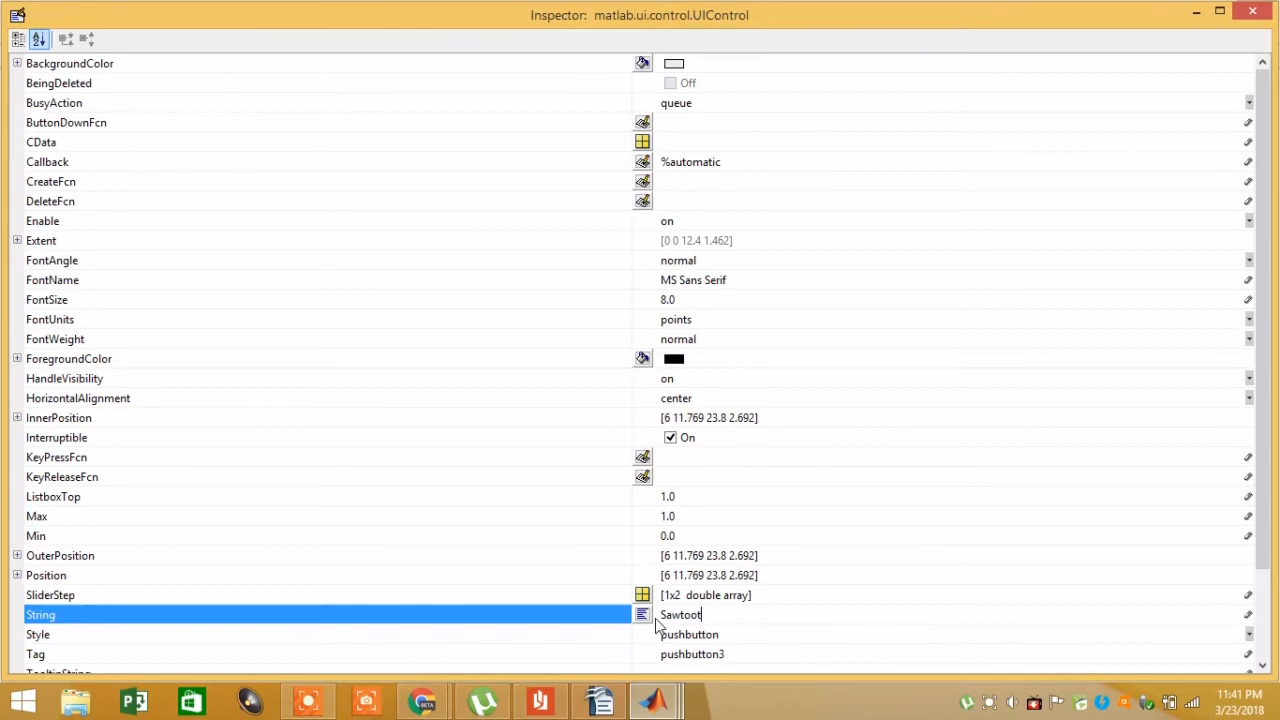 Inspector: matlab.ui.control.UIControl
BackgroundColor
BeingDeleted Off
BusyAction queue
ButtonDownFcn
CData
Callback %automatic
CreateFcn
DeleteFcn
Enable on
Extent [0 0 12.4 1.462]
FontAngle normal
FontName MS Sans Serif
FontSize 8.0
FontUnits points
FontWeight normal
ForegroundColor
HandleVisibility on
HorizontalAlignment center
InnerPosition [6 11.769 23.8 2.692]
Interruptible On
KeyPressFcn
KeyReleaseFcn
ListboxTop 1.0
Max 1.0
Min 0.0
OuterPosition [6 11.769 23.8 2.692]
Position [6 11.769 23.8 2.692]
SliderStep [1x2 double array]
String Sawtoot
Style pushbutton
Tag pushbutton3
TooltipString
BETA
11:41 PM
3/23/2018